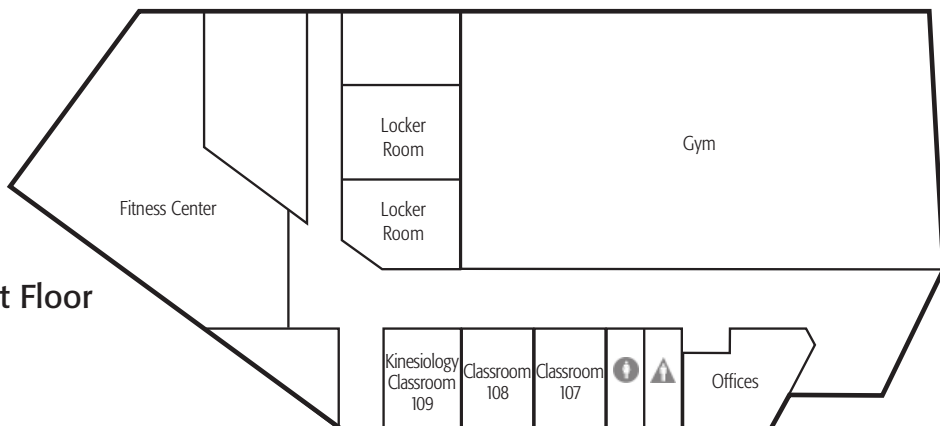 Locker
Room
Gym
Fitness Center
Locker
Room
t Floor
Kinesiology
Classroom
109
Classroom
108
Classroom
107
Offices